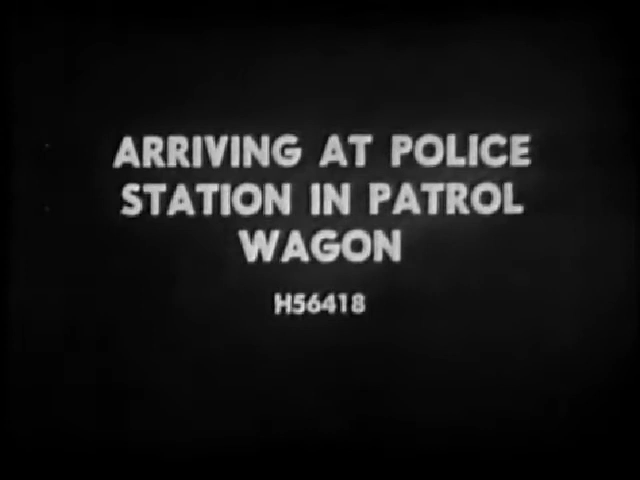 ARRIVING AT POLICE
STATION IN PATROL
WAGON
H56418